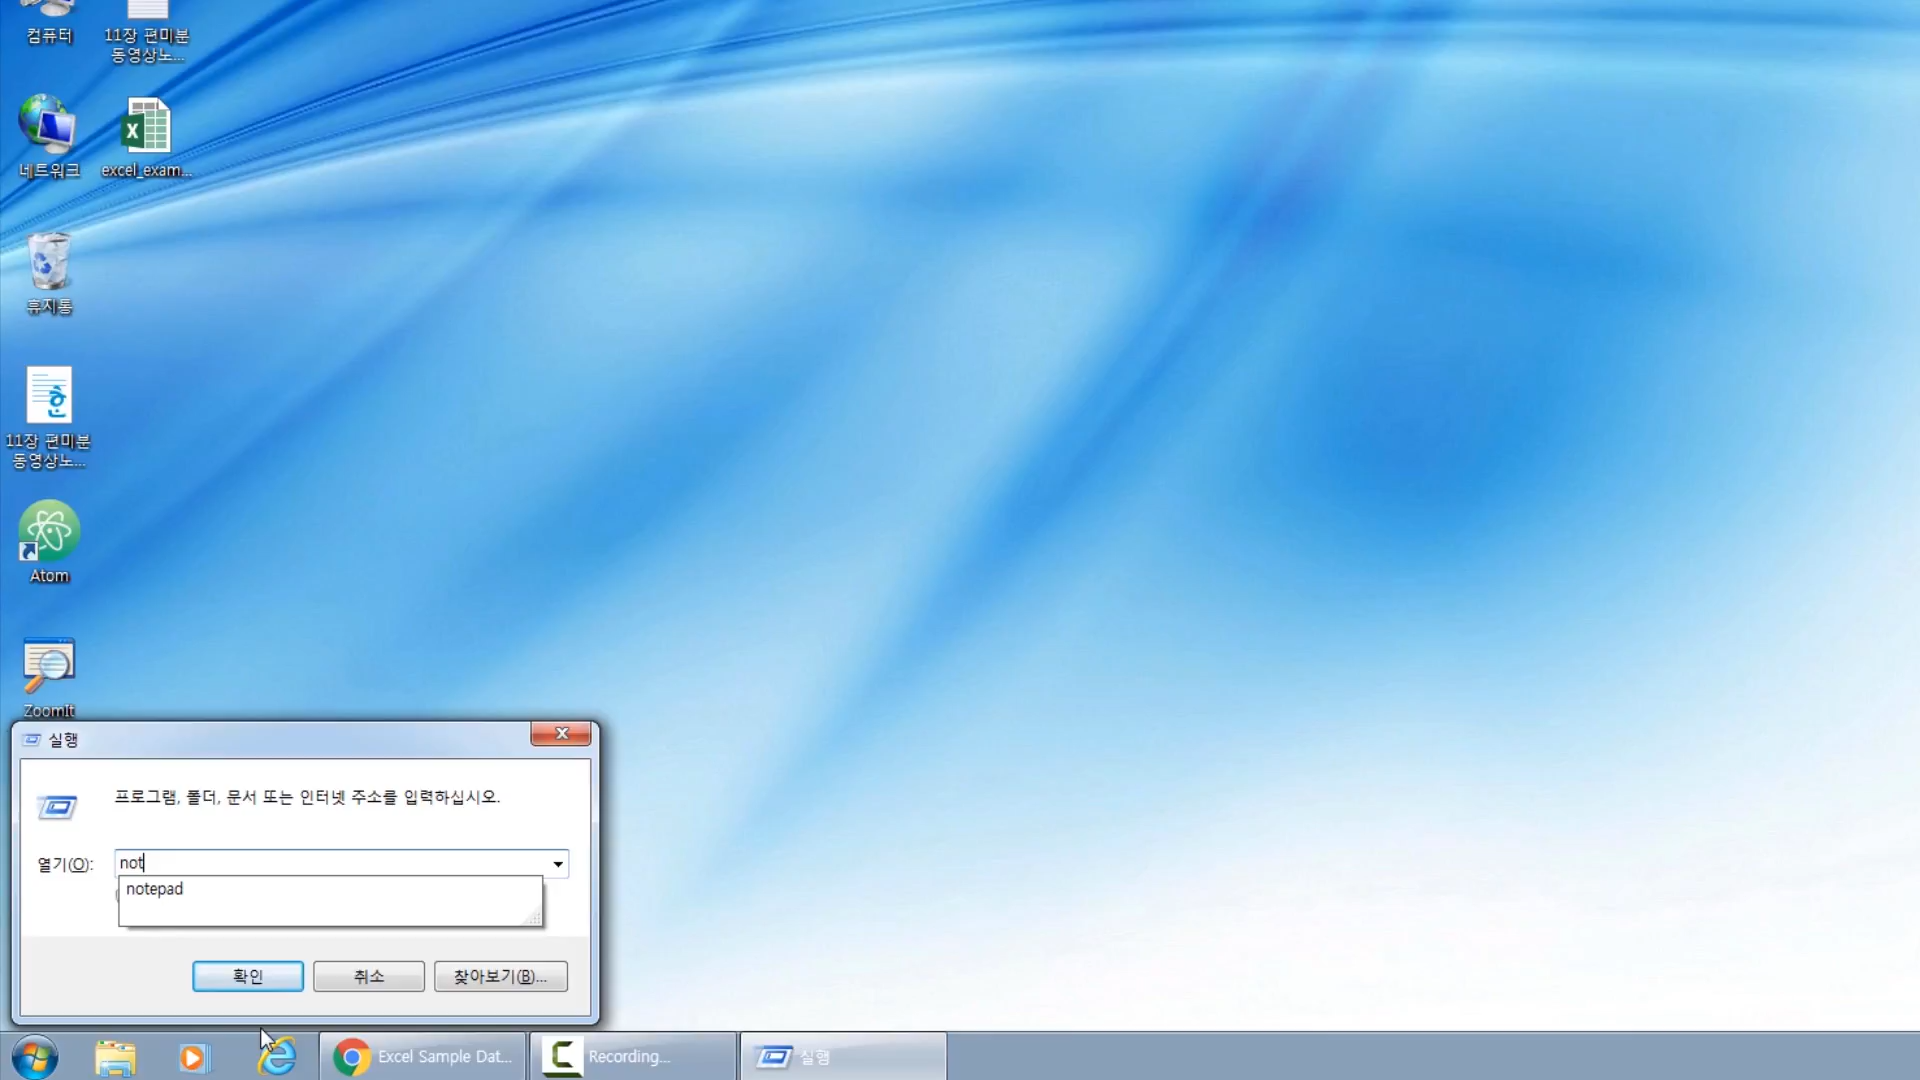 컴퓨터
11장 편미분
동영상노...
네트워크
excel_exam...
휴지통
11장 편미분
동영상노...
Atom
ZoomIt
실행
프로그램, 폴더, 문서 또는 인터넷 주소를 입력하십시오.
열기(O):
not
notepad
확인
취소
찾아보기(B)...
Excel Sample Dat...
Recording...
실행